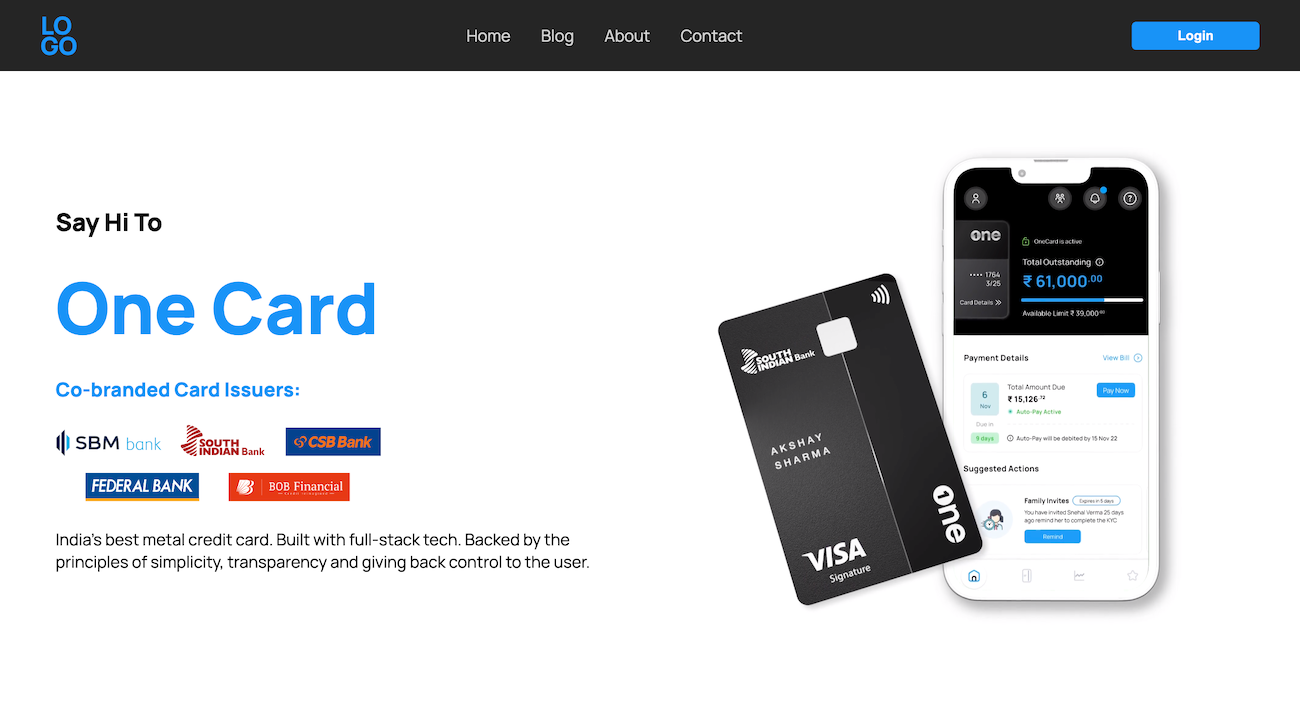 LO
GO
Home Blog About Contact
Login
Say Hi To
One Card
Co-branded Card Issuers:
SBM bank
SOUTH
INDIAN Bank
CSB Bank
FEDERAL BANK
BOB Financial
India's best metal credit card. Built with full-stack tech. Backed by the
principles of simplicity, transparency and giving back control to the user.
SOUTH
INDIAN Bank
AKSHAY
SHARMA
one
VISA
Signature
one
OneCard is active
•••• 1764
3/25
Card Details
Total Outstanding
₹ 61,000.00
Available Limit ₹ 39,000
Payment Details
View Bill
6
Nov
Total Amount Due
₹ 15,126.72
Auto-Pay Active
Pay Now
Due in
9 days
Auto-Pay will be debited by 15 Nov 22
Suggested Actions
Family Invites
Expires in 5 days
You have invited Snehal Verma 25 days
ago remind her to complete the KYC
Remind